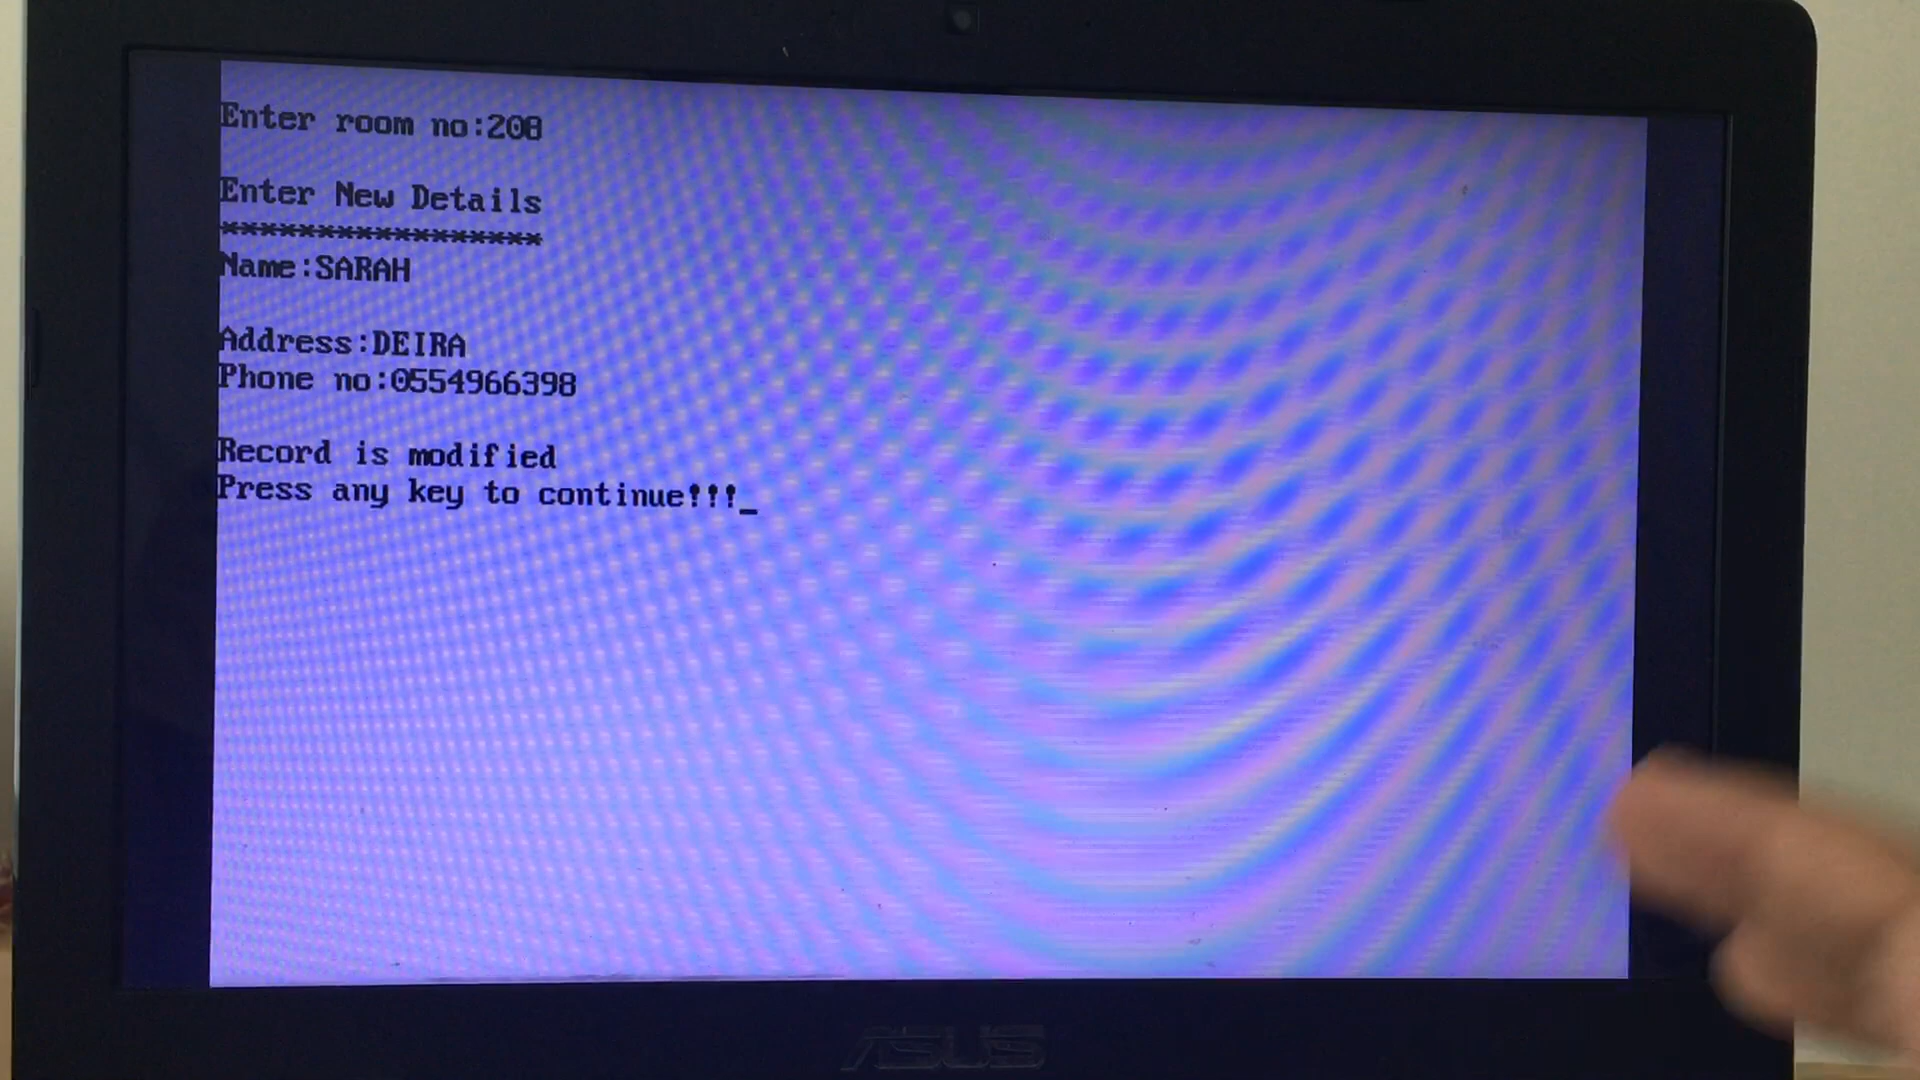 Enter room no:208
Enter New Details
*****************
Name:SARAH
Address:DEIRA
Phone no:0554966398
Record is modified
Press any key to continue!!!_
ASUS